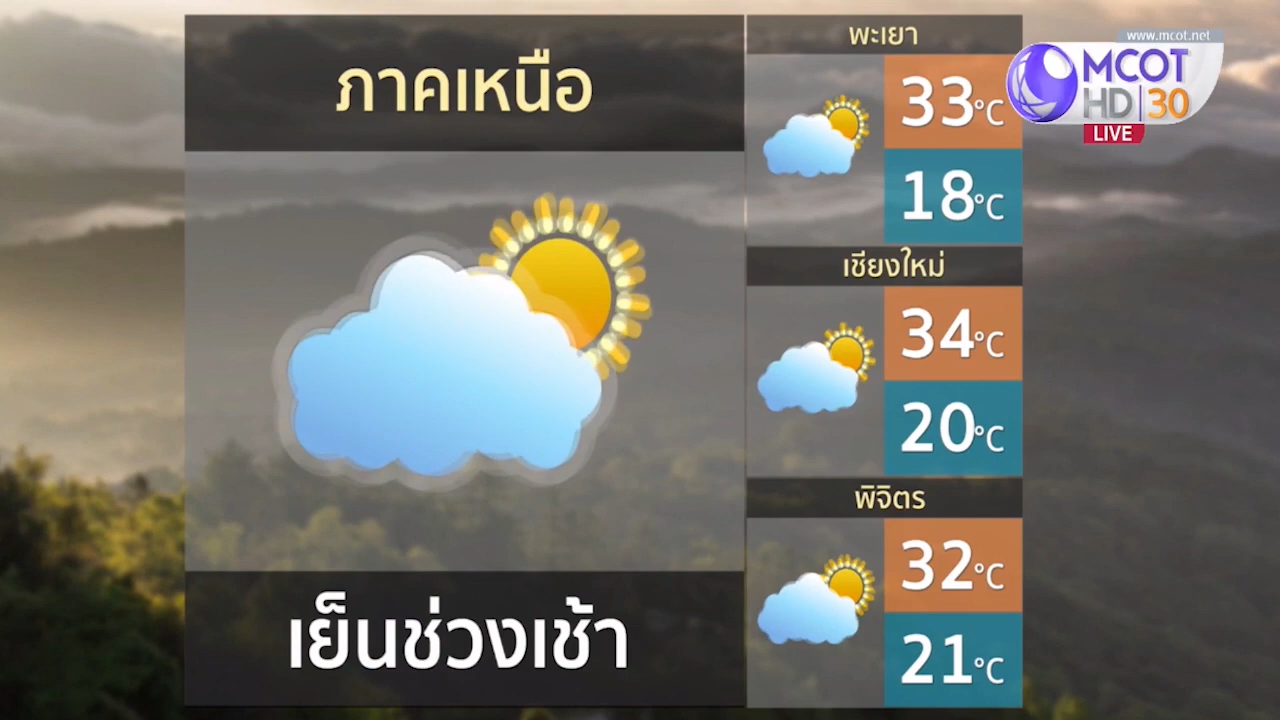 ภาคเหนือ
เย็นช่วงเช้า
พะเยา
33°C
18°C
เชียงใหม่
34°C
20°C
พิจิตร
32°C
21°C
www.mcot.net
MCOT
HD 30
LIVE